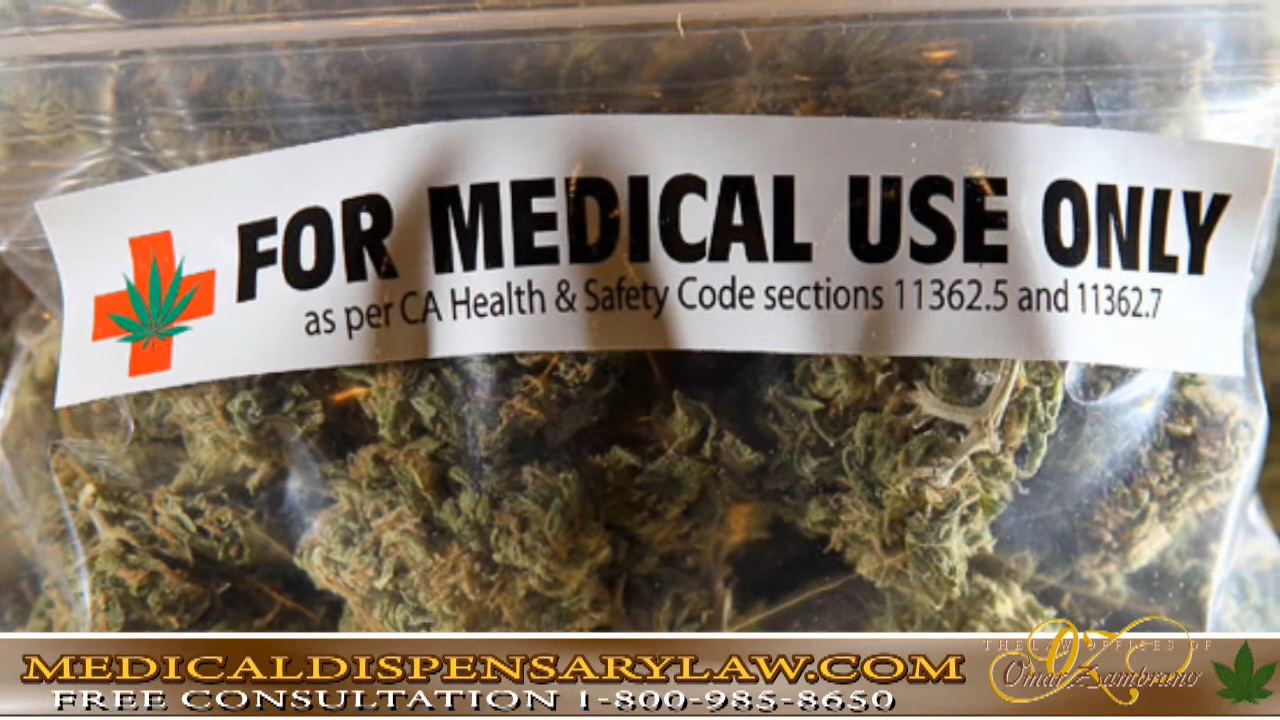 FOR MEDICAL USE ONLY
as per CA Health & Safety Code sections 11362.5 and 11362.7
MEDICALDISPENSARYLAW.COM
FREE CONSULTATION 1-800-985-8650
THE LAW OFFICES OF
OZ
Omar Zambrano